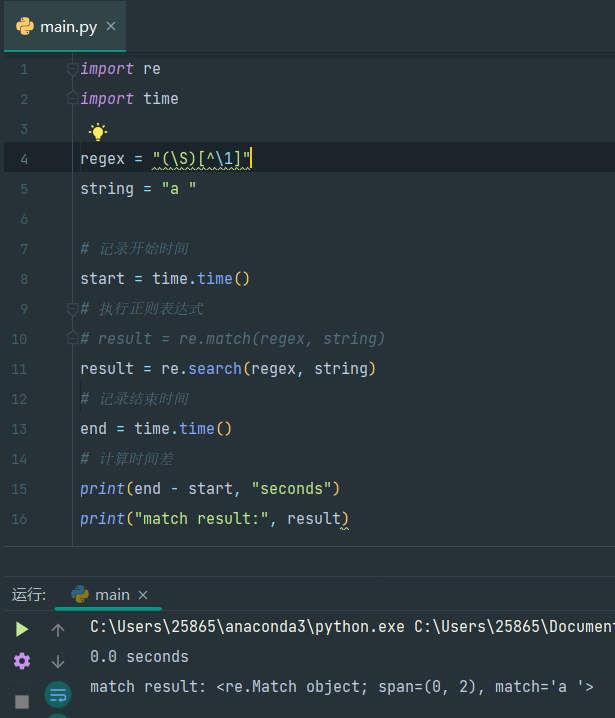 main.py ×
1 import re
2 import time
3
4 regex = "(\S)[^\1]"
5 string = "a "
6
7 # 记录开始时间
8 start = time.time()
9 # 执行正则表达式
10 # result = re.match(regex, string)
11 result = re.search(regex, string)
12 # 记录结束时间
13 end = time.time()
14 # 计算时间差
15 print(end - start, "seconds")
16 print("match result:", result)
运行: main ×
C:\Users\25865\anaconda3\python.exe C:\Users\25865\Document
0.0 seconds
match result: <re.Match object; span=(0, 2), match='a '>